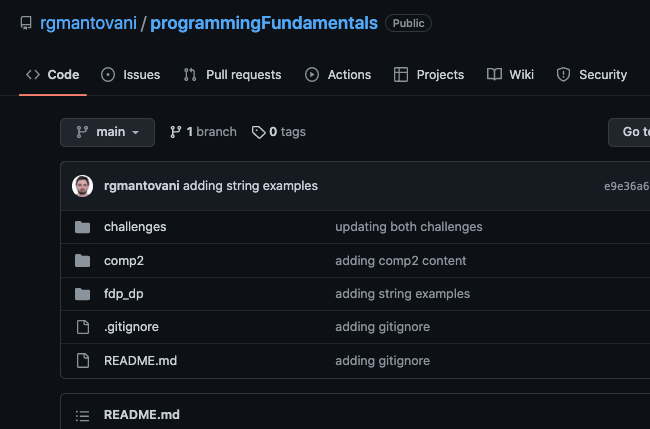 rgmantovani / programmingFundamentals Public
Code Issues Pull requests Actions Projects Wiki Security
main 1 branch 0 tags Go to
rgmantovani adding string examples e9e36a6
challenges updating both challenges
comp2 adding comp2 content
fdp_dp adding string examples
.gitignore adding gitignore
README.md adding gitignore
README.md